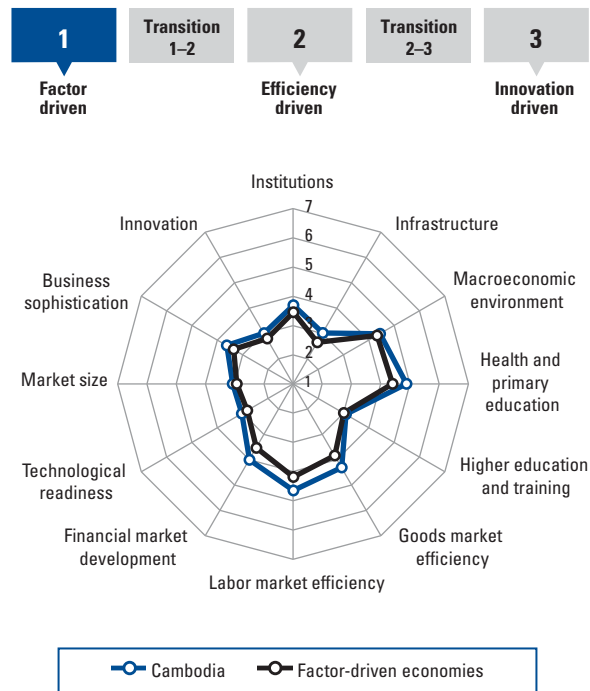 1
Transition
1–2
2
Transition
2–3
3
Factor
driven
Efficiency
driven
Innovation
driven
Institutions
Infrastructure
Macroeconomic
environment
Health and
primary
education
Higher education
and training
Goods market
efficiency
Labor market efficiency
Financial market
development
Technological
readiness
Market size
Business
sophistication
Innovation
7
6
5
4
3
2
1
Cambodia
Factor-driven economies